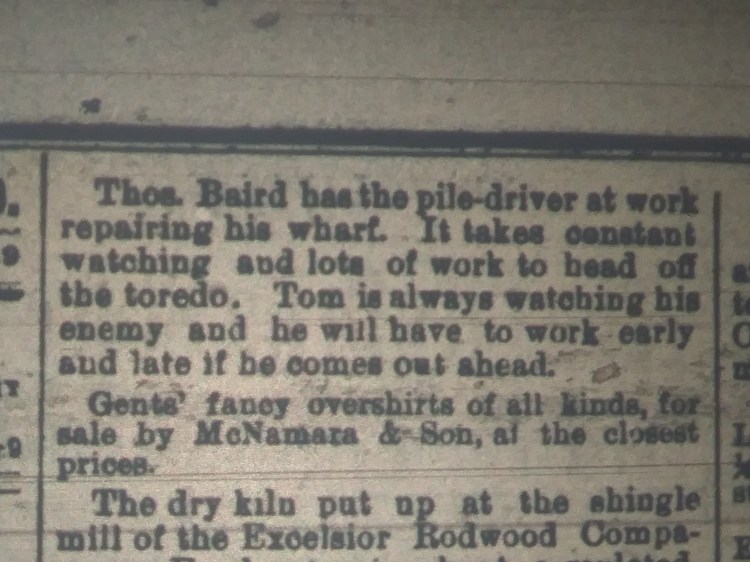 Thos. Baird has the pile-driver at work
repairing his wharf. It takes constant
watching and lots of work to head off
the toredo. Tom is always watching his
enemy and he will have to work early
and late if he comes out ahead.
Gents' fancy overshirts of all kinds, for
sale by McNamara & Son, at the closest
prices.
The dry kiln put up at the shingle
mill of the Excelsior Rodwood Compa-